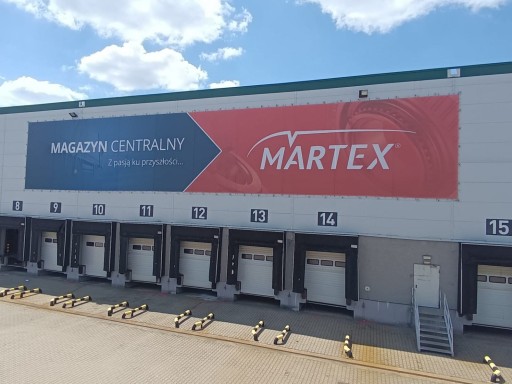 MAGAZYN CENTRALNY
Z pasją ku przyszłości...
MARTEX®
8
9
10
11
12
13
14
15